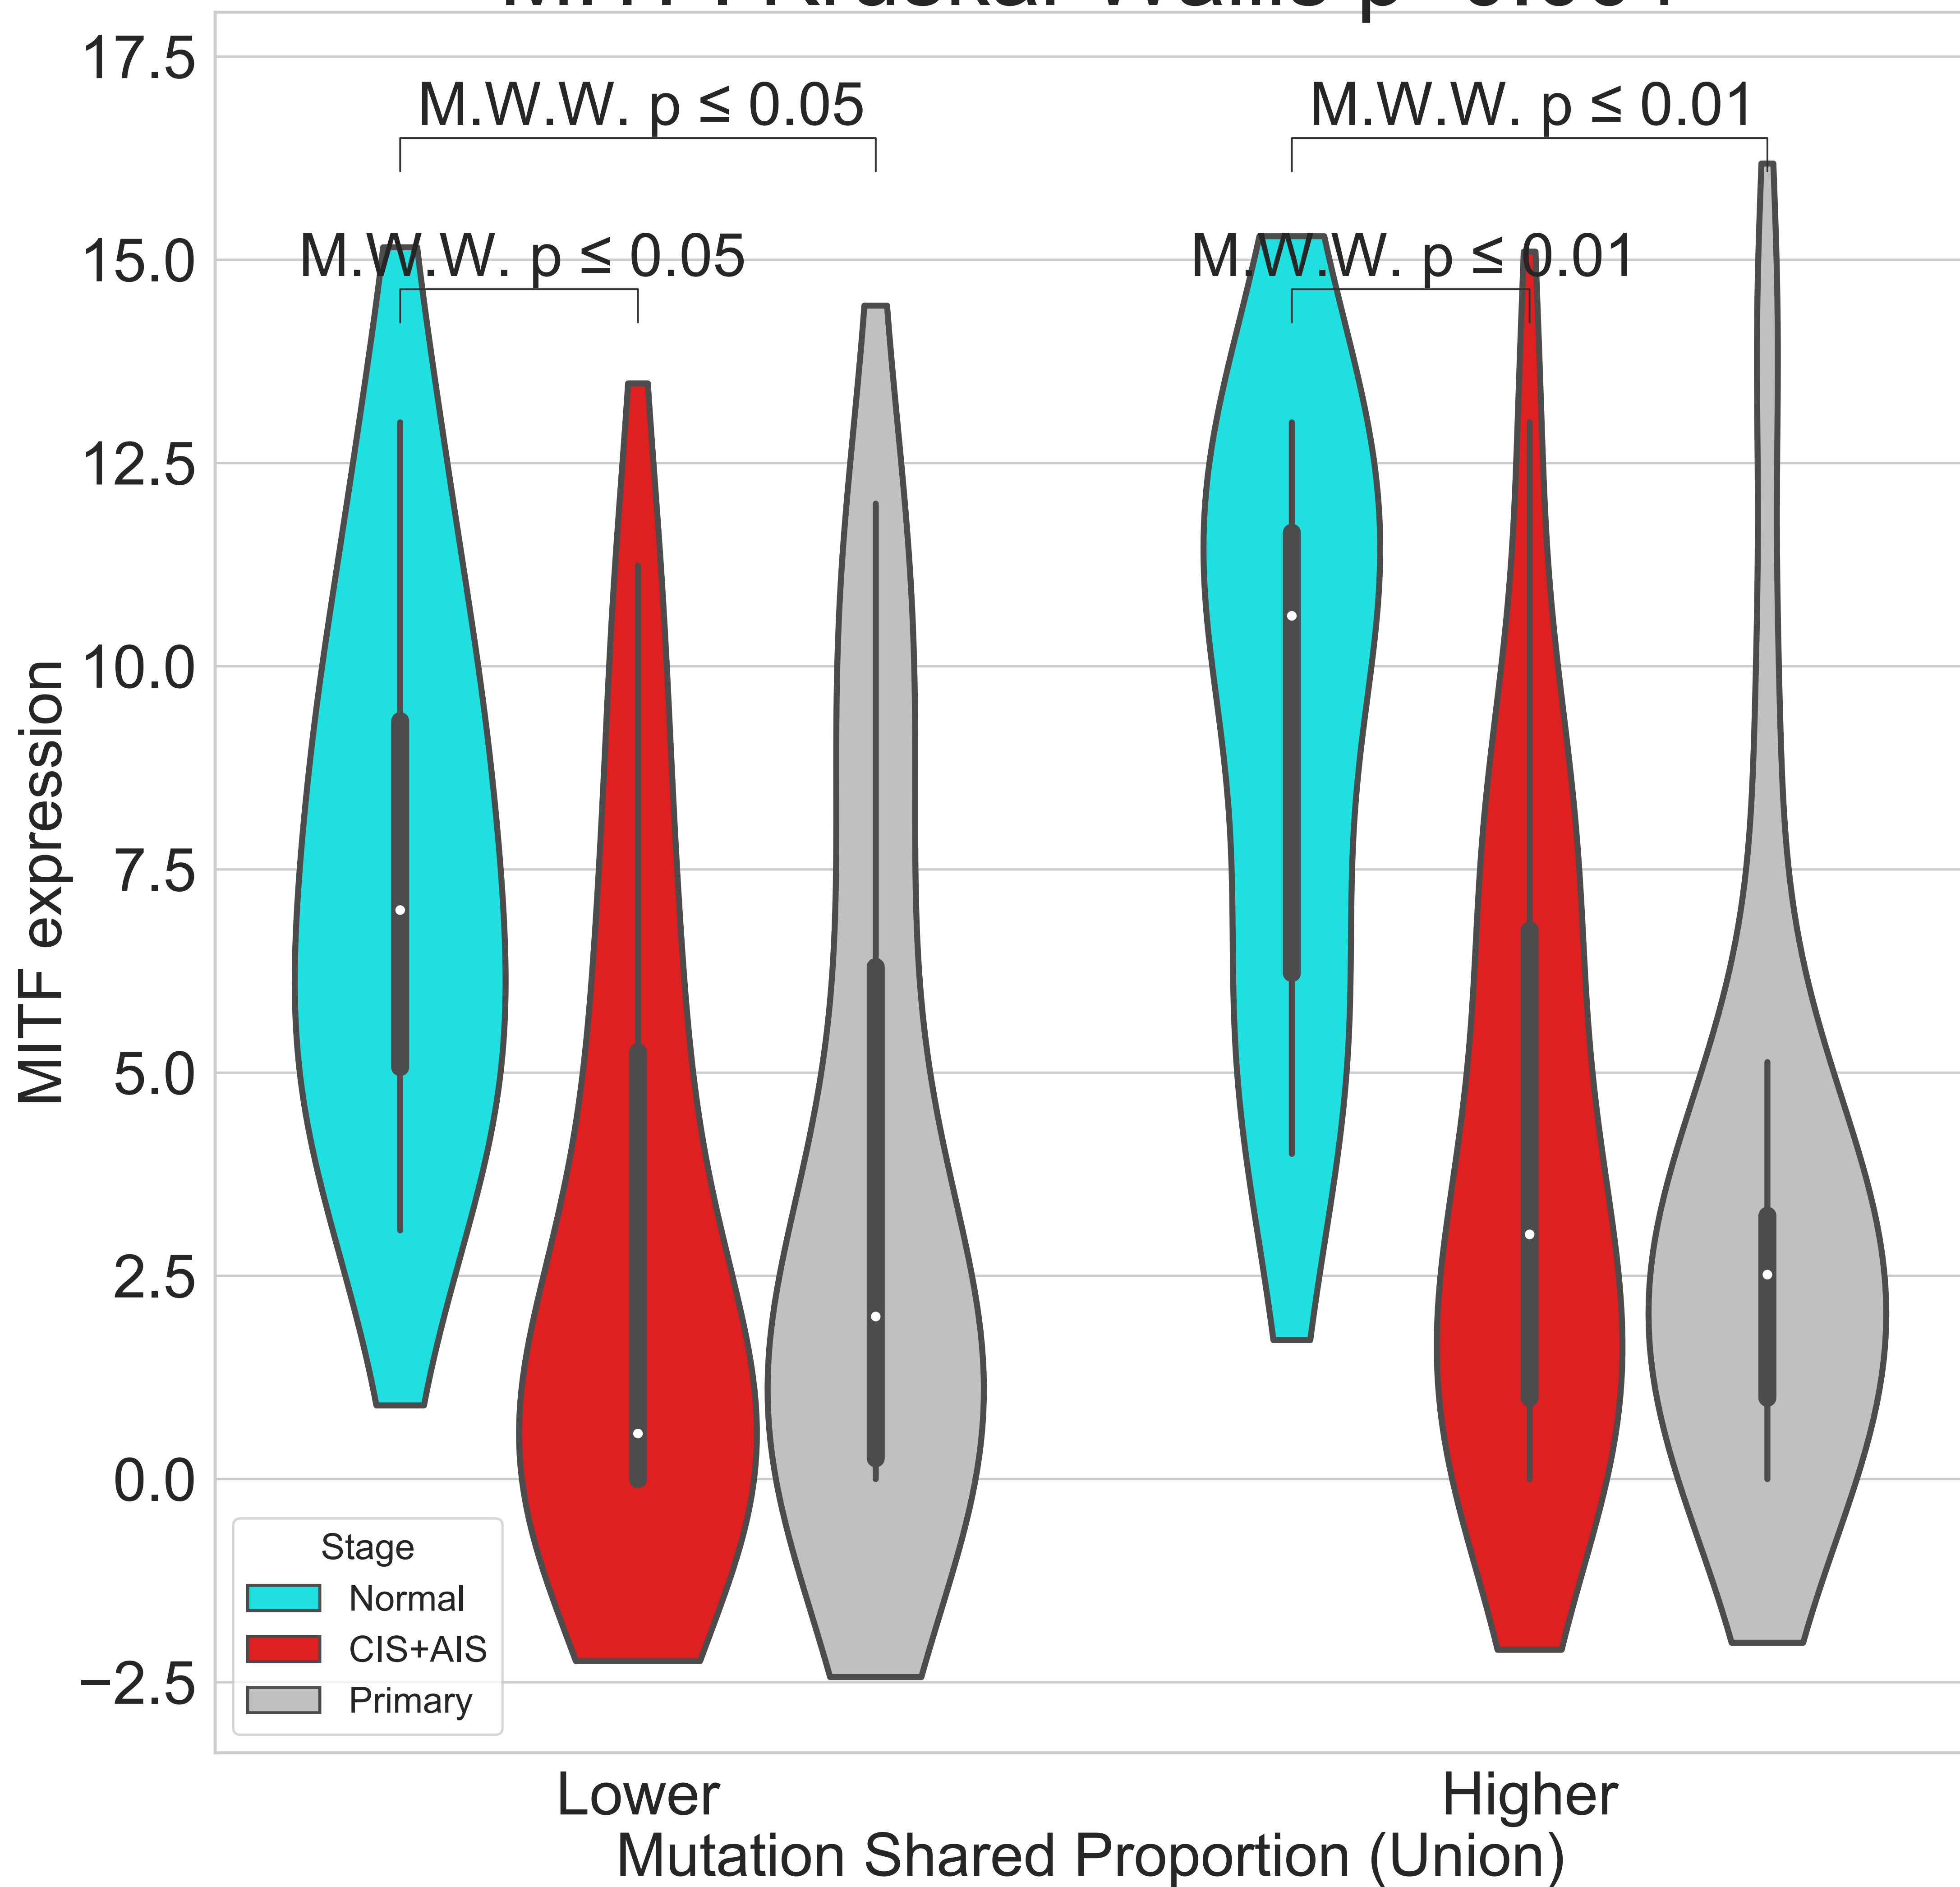 17.5
M.W.W. p ≤ 0.05
M.W.W. p ≤ 0.01
15.0
M.W.W. p ≤ 0.05
M.W.W. p ≤ 0.01
12.5
10.0
7.5
5.0
2.5
0.0
−2.5
MITF expression
Stage
Normal
CIS+AIS
Primary
Lower
Higher
Mutation Shared Proportion (Union)